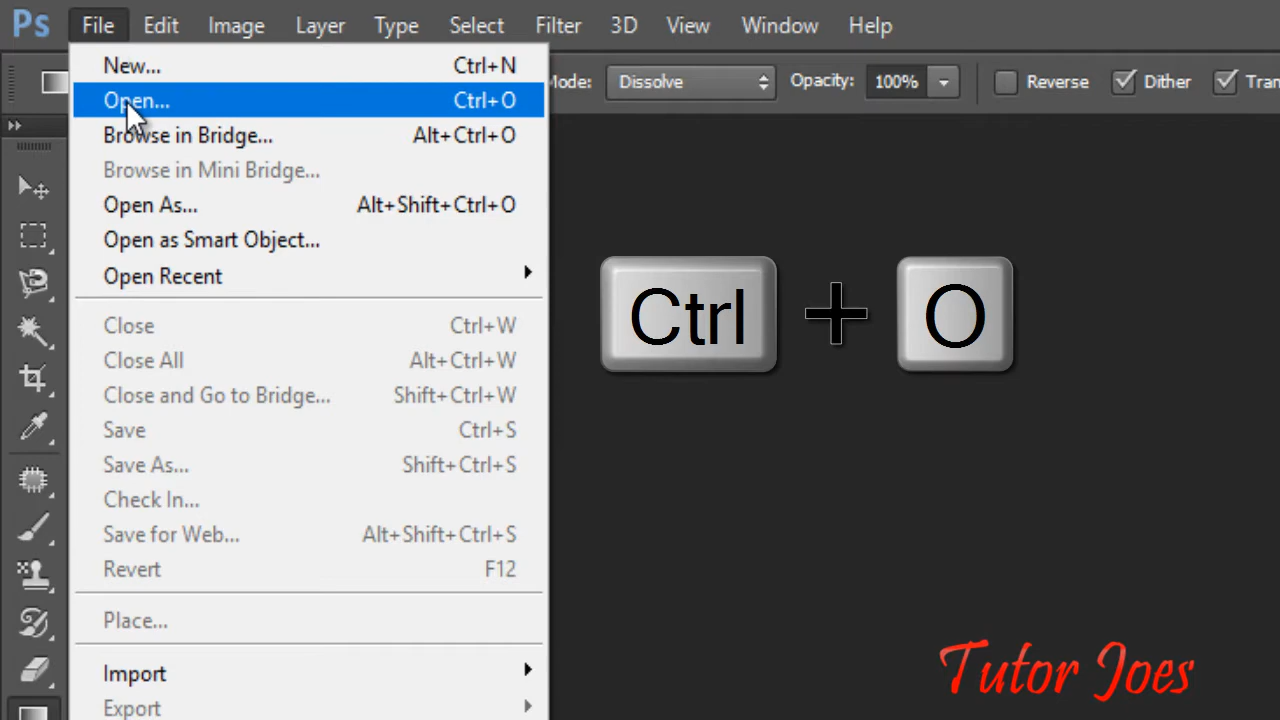 Ps File Edit Image Layer Type Select Filter 3D View Window Help
Mode: Dissolve Opacity: 100% Reverse Dither
New... Ctrl+N
Open... Ctrl+O
Browse in Bridge... Alt+Ctrl+O
Browse in Mini Bridge...
Open As... Alt+Shift+Ctrl+O
Open as Smart Object...
Open Recent
Close Ctrl+W
Close All Alt+Ctrl+W
Close and Go to Bridge... Shift+Ctrl+W
Save Ctrl+S
Save As... Shift+Ctrl+S
Check In...
Save for Web... Alt+Shift+Ctrl+S
Revert F12
Place...
Import
Export
Ctrl + O
Tutor Joes